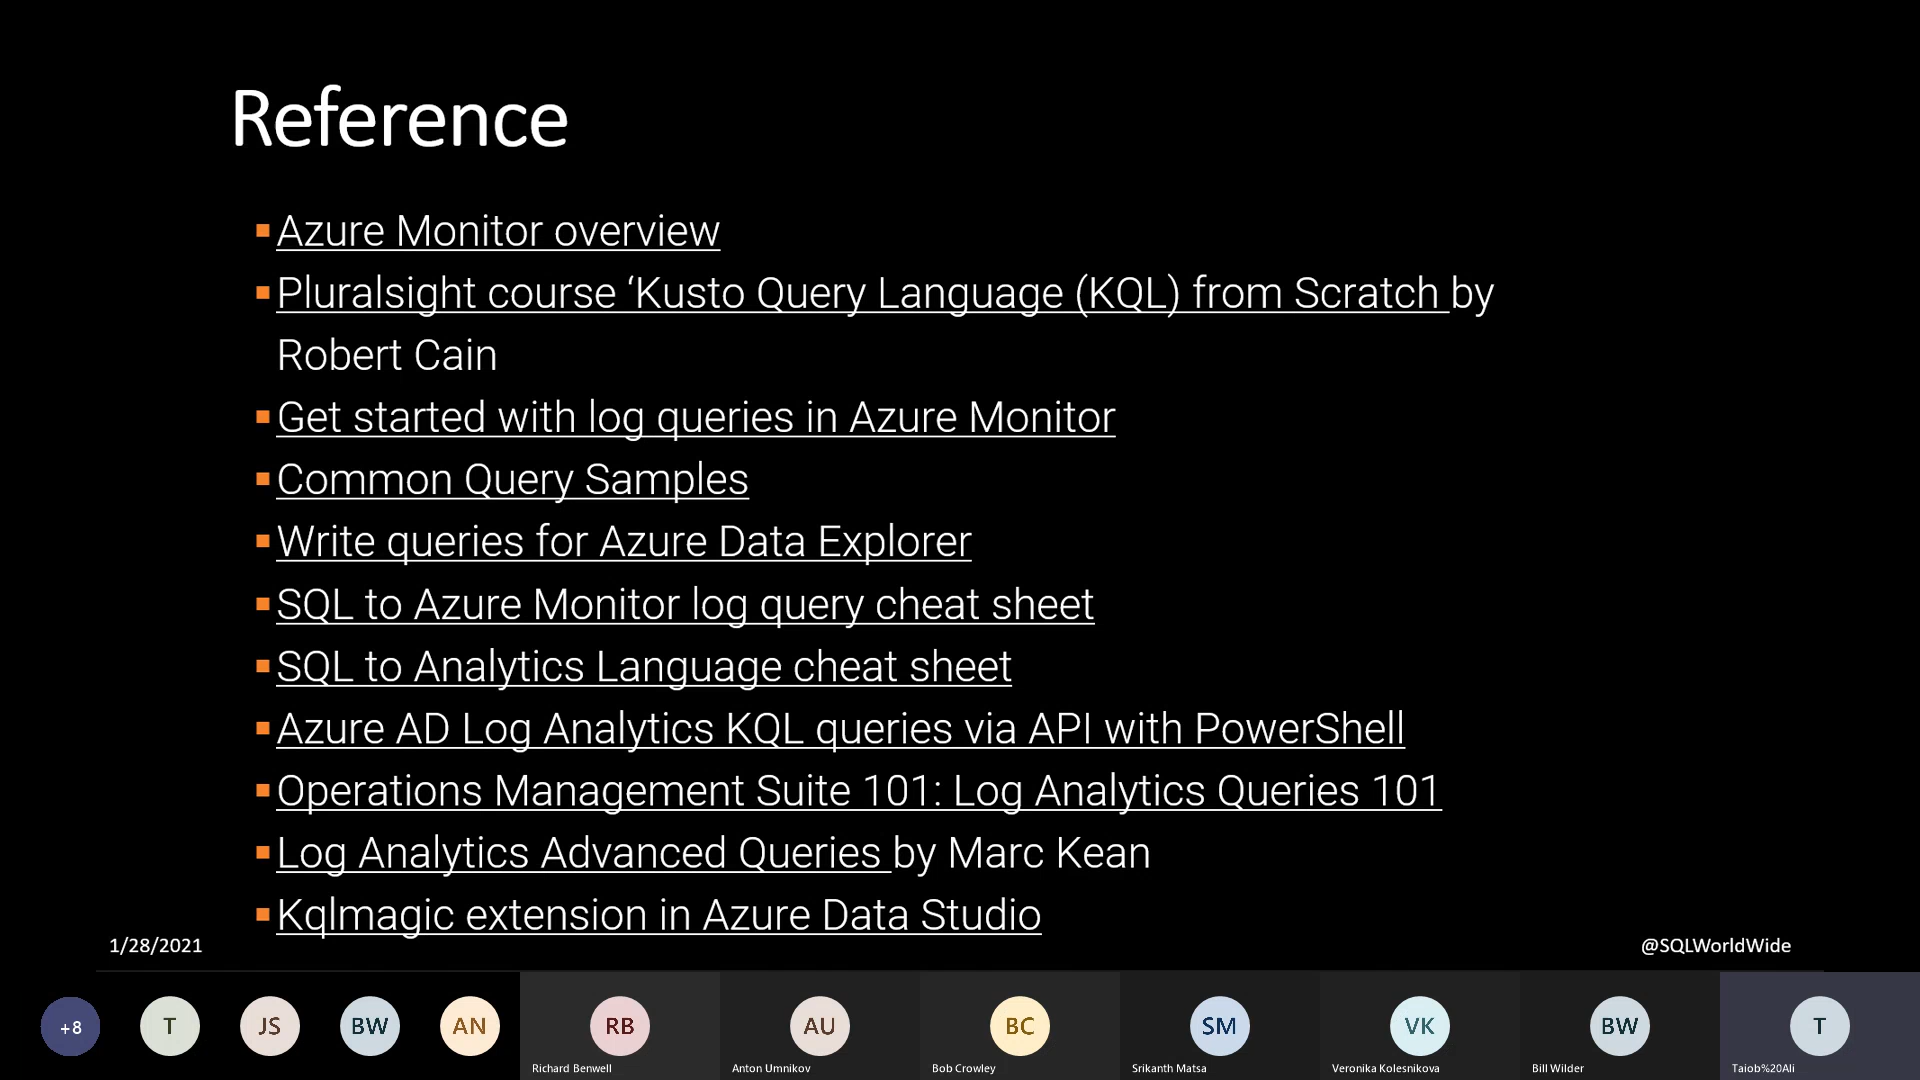 Reference
Azure Monitor overview
Pluralsight course ‘Kusto Query Language (KQL) from Scratch by
Robert Cain
Get started with log queries in Azure Monitor
Common Query Samples
Write queries for Azure Data Explorer
SQL to Azure Monitor log query cheat sheet
SQL to Analytics Language cheat sheet
Azure AD Log Analytics KQL queries via API with PowerShell
Operations Management Suite 101: Log Analytics Queries 101
Log Analytics Advanced Queries by Marc Kean
Kqlmagic extension in Azure Data Studio
1/28/2021
@SQLWorldWide
+8
T
JS
BW
AN
RB
AU
BC
SM
VK
BW
T
Richard Benwell
Anton Umnikov
Bob Crowley
Srikanth Matsa
Veronika Kolesnikova
Bill Wilder
Taiob%20Ali